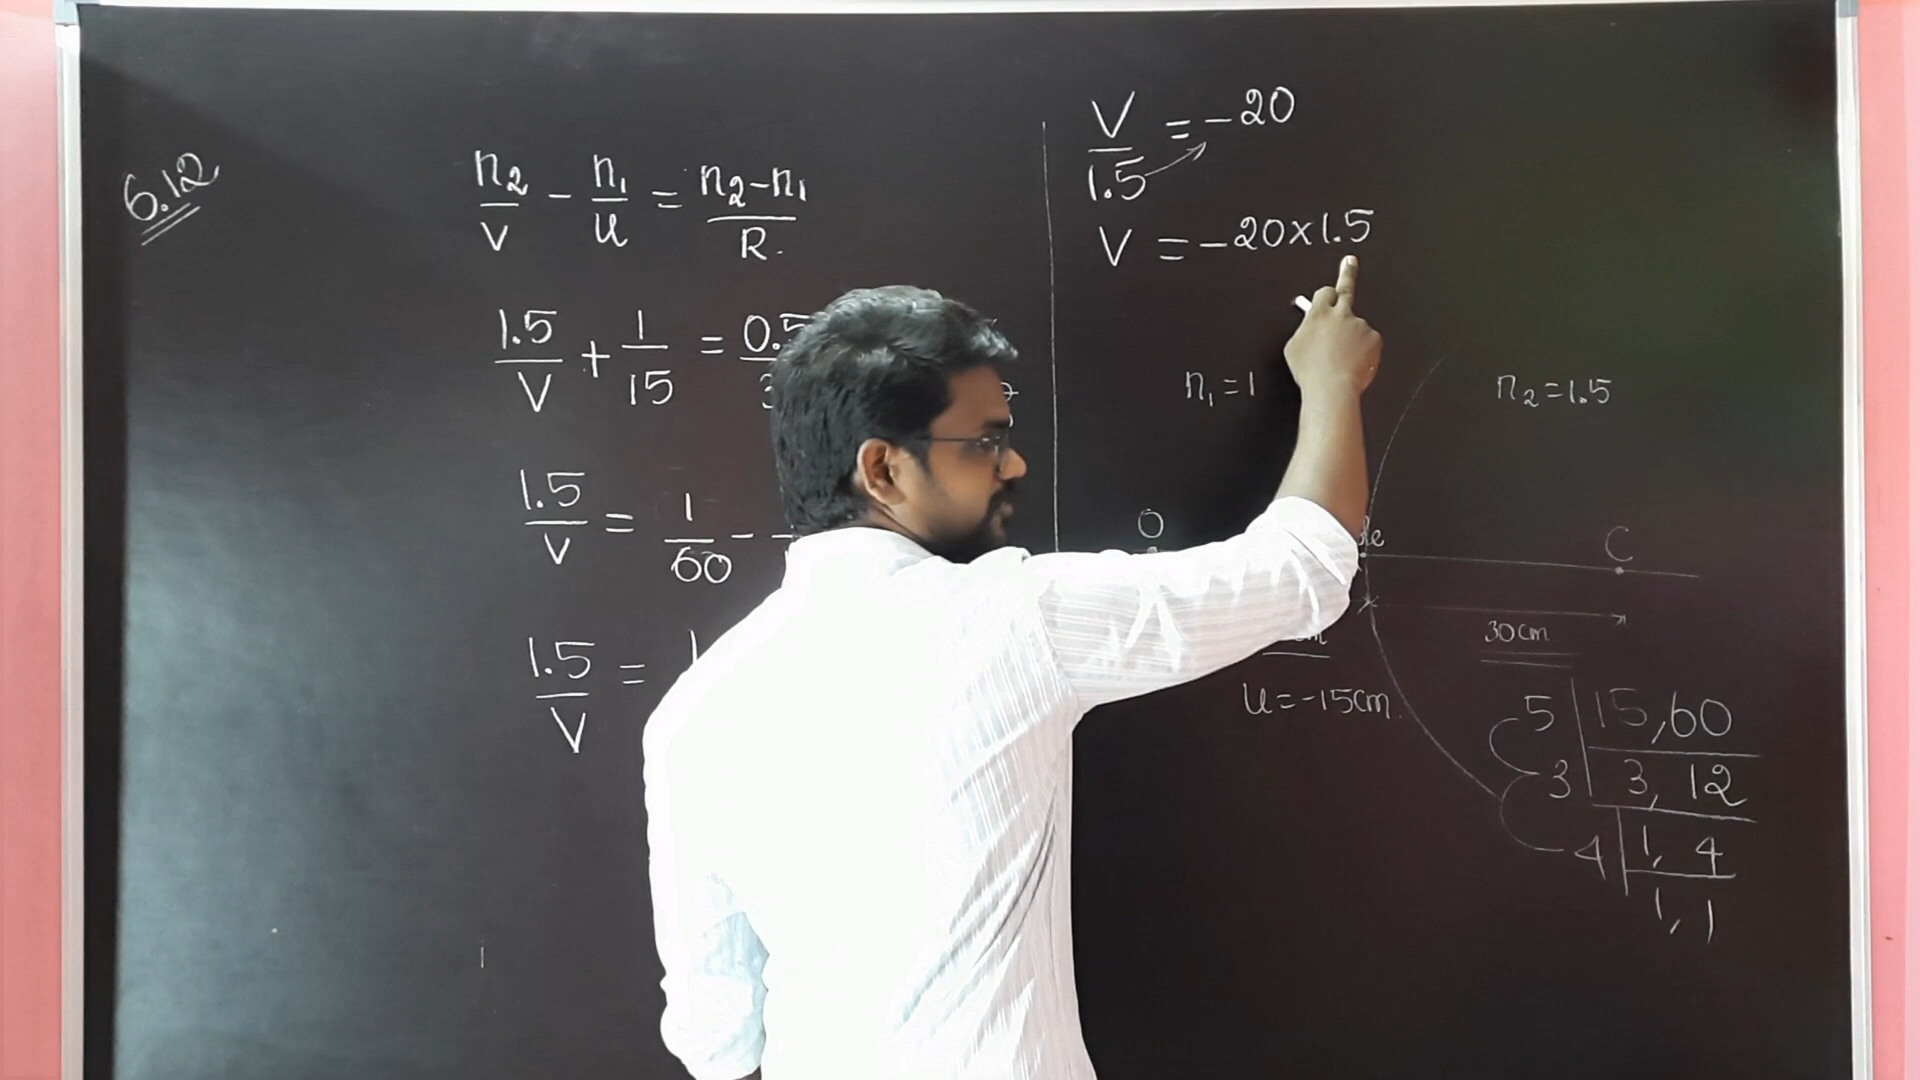 6.12
n₂/v - n₁/u = n₂-n₁/R.
1.5/V + 1/15 = 0.5
1.5/V = 1/60 -
1.5/V = 1
V/1.5 = -20
V = -20×1.5
n₁=1
n₂=1.5
O
C
30cm
u=-15cm.
5 | 15,60
3 | 3, 12
4 | 1, 4
1, 1